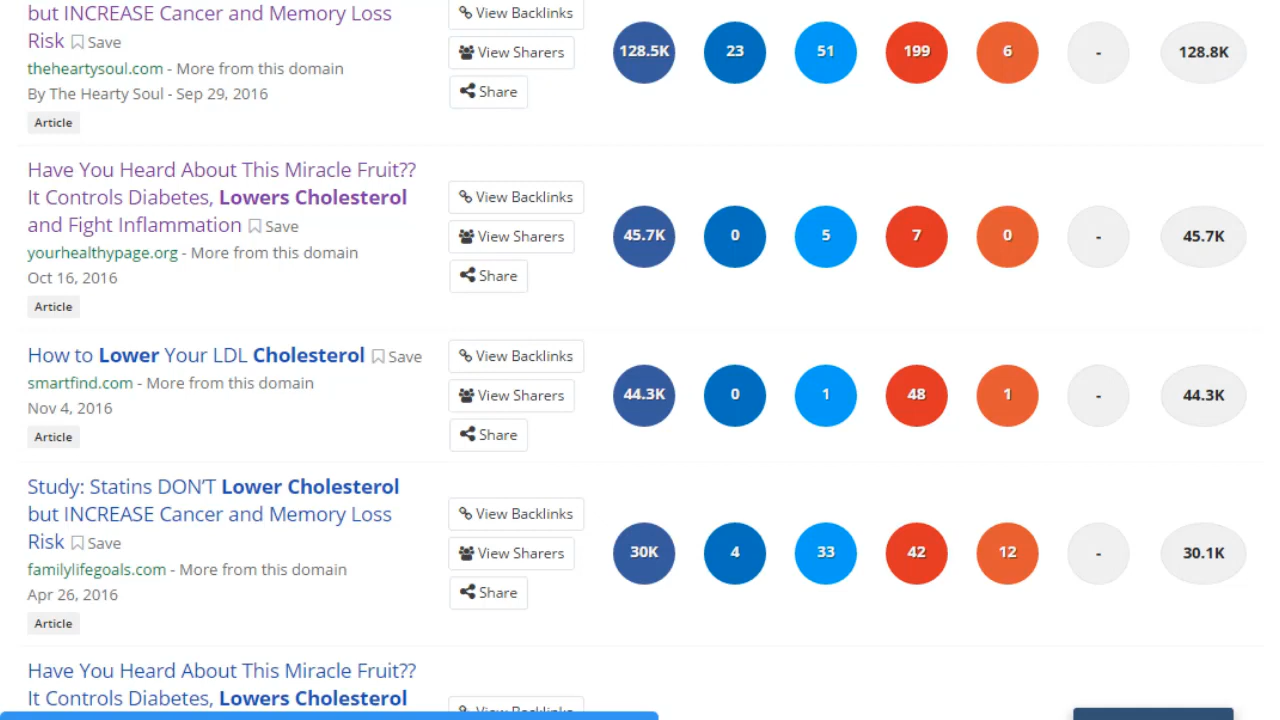 but INCREASE Cancer and Memory Loss
Risk Save
theheartysoul.com - More from this domain
By The Hearty Soul - Sep 29, 2016
Article
View Backlinks
View Sharers
Share
128.5K 23 51 199 6 - 128.8K
Have You Heard About This Miracle Fruit??
It Controls Diabetes, Lowers Cholesterol
and Fight Inflammation Save
yourhealthypage.org - More from this domain
Oct 16, 2016
Article
View Backlinks
View Sharers
Share
45.7K 0 5 7 0 - 45.7K
How to Lower Your LDL Cholesterol Save
smartfind.com - More from this domain
Nov 4, 2016
Article
View Backlinks
View Sharers
Share
44.3K 0 1 48 1 - 44.3K
Study: Statins DON'T Lower Cholesterol
but INCREASE Cancer and Memory Loss
Risk Save
familylifegoals.com - More from this domain
Apr 26, 2016
Article
View Backlinks
View Sharers
Share
30K 4 33 42 12 - 30.1K
Have You Heard About This Miracle Fruit??
It Controls Diabetes, Lowers Cholesterol
View Backlinks